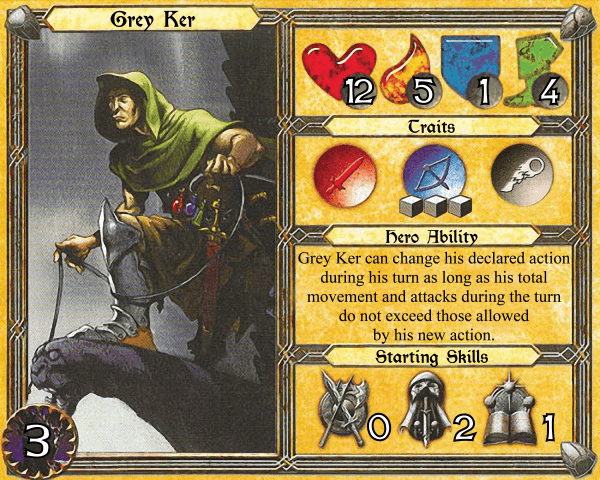 Grey Ker
12 5 1 4
Traits
Hero Ability
Grey Ker can change his declared action
during his turn as long as his total
movement and attacks during the turn
do not exceed those allowed
by his new action.
Starting Skills
0 2 1
3